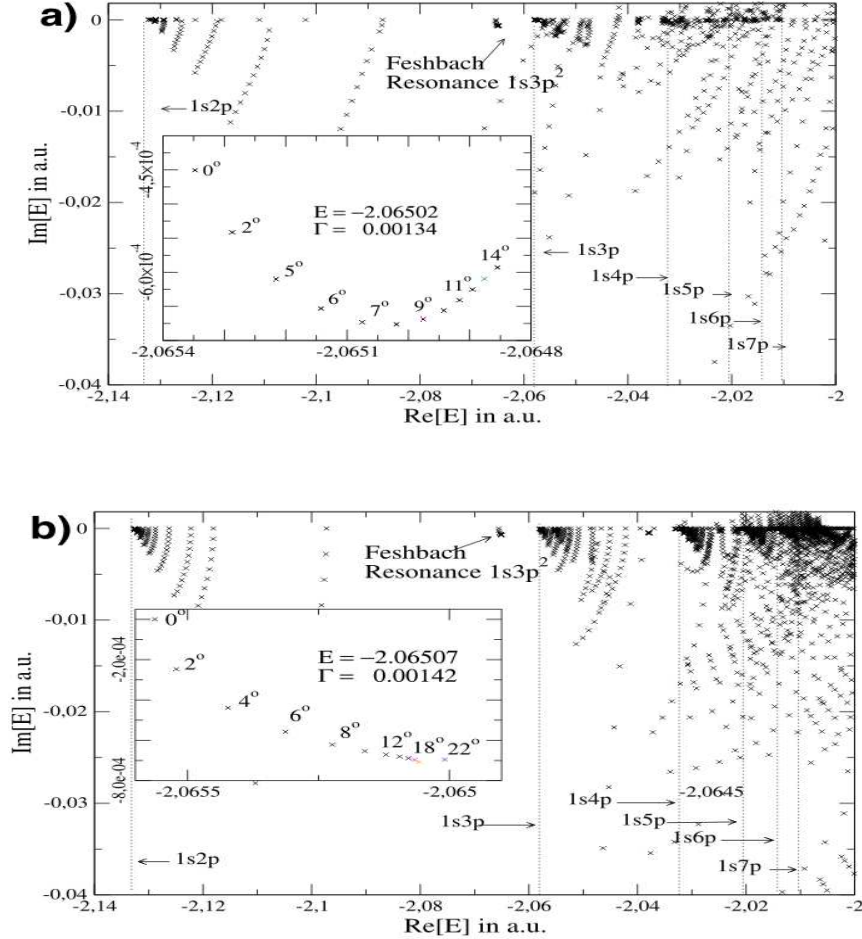 a)
0
-0,01
-0,02
-0,03
-0,04
Im[E] in a.u.
Feshbach
Resonance 1s3p²
1s2p
-4,5×10⁻⁴
-6,0×10⁻⁴
0°
2°
5°
6°
7°
9°
11°
14°
E = −2.06502
Γ = 0.00134
-2,0654
-2,0651
-2,0648
1s3p
1s4p
1s5p
1s6p
1s7p
-2,14
-2,12
-2,1
-2,08
-2,06
-2,04
-2,02
-2
Re[E] in a.u.
b)
0
-0,01
-0,02
-0,03
-0,04
Im[E] in a.u.
Feshbach
Resonance 1s3p²
-2,0e-04
-8,0e-04
0°
2°
4°
6°
8°
12°
18°
22°
E = −2.06507
Γ = 0.00142
-2,0655
-2,065
-2,0645
1s4p
1s5p
1s6p
1s7p
1s3p
1s2p
-2,14
-2,12
-2,1
-2,08
-2,06
-2,04
-2,02
-2
Re[E] in a.u.